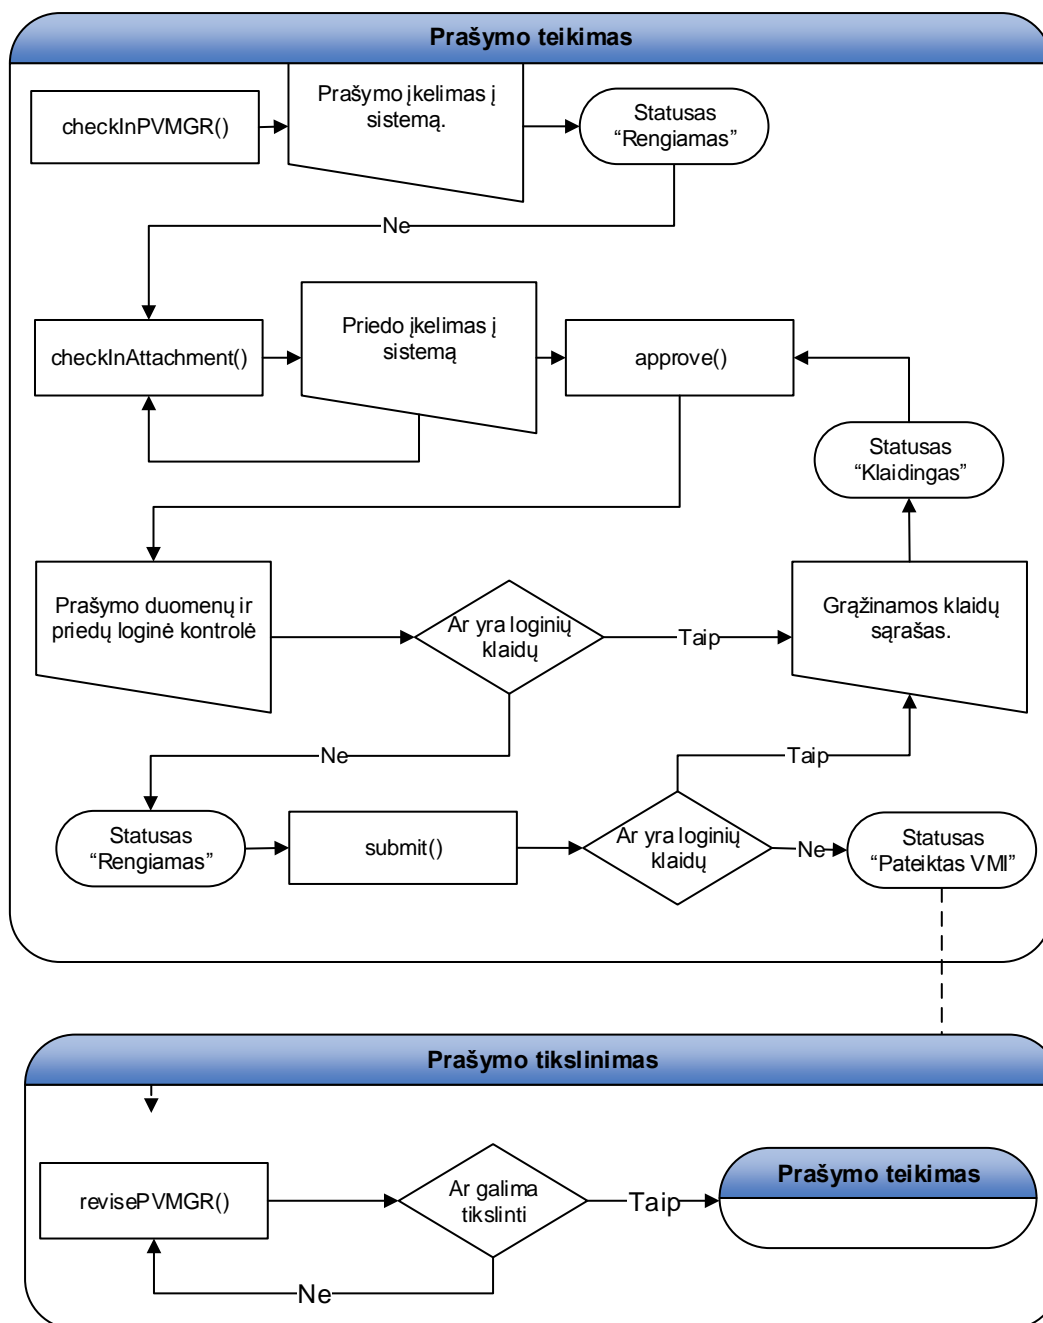 Prašymo teikimas
checkInPVMGR()
Prašymo įkelimas į
sistemą.
Statusas
“Rengiamas”
Ne
checkInAttachment()
Priedo įkelimas į
sistemą
approve()
Statusas
“Klaidingas”
Prašymo duomenų ir
priedų loginė kontrolė
Ar yra loginių
klaidų
Taip
Grąžinamos klaidų
sąrašas.
Ne
Taip
Statusas
“Rengiamas”
submit()
Ar yra loginių
klaidų
Ne
Statusas
“Pateiktas VMI”
Prašymo tikslinimas
revisePVMGR()
Ar galima
tikslinti
Taip
Prašymo teikimas
Ne